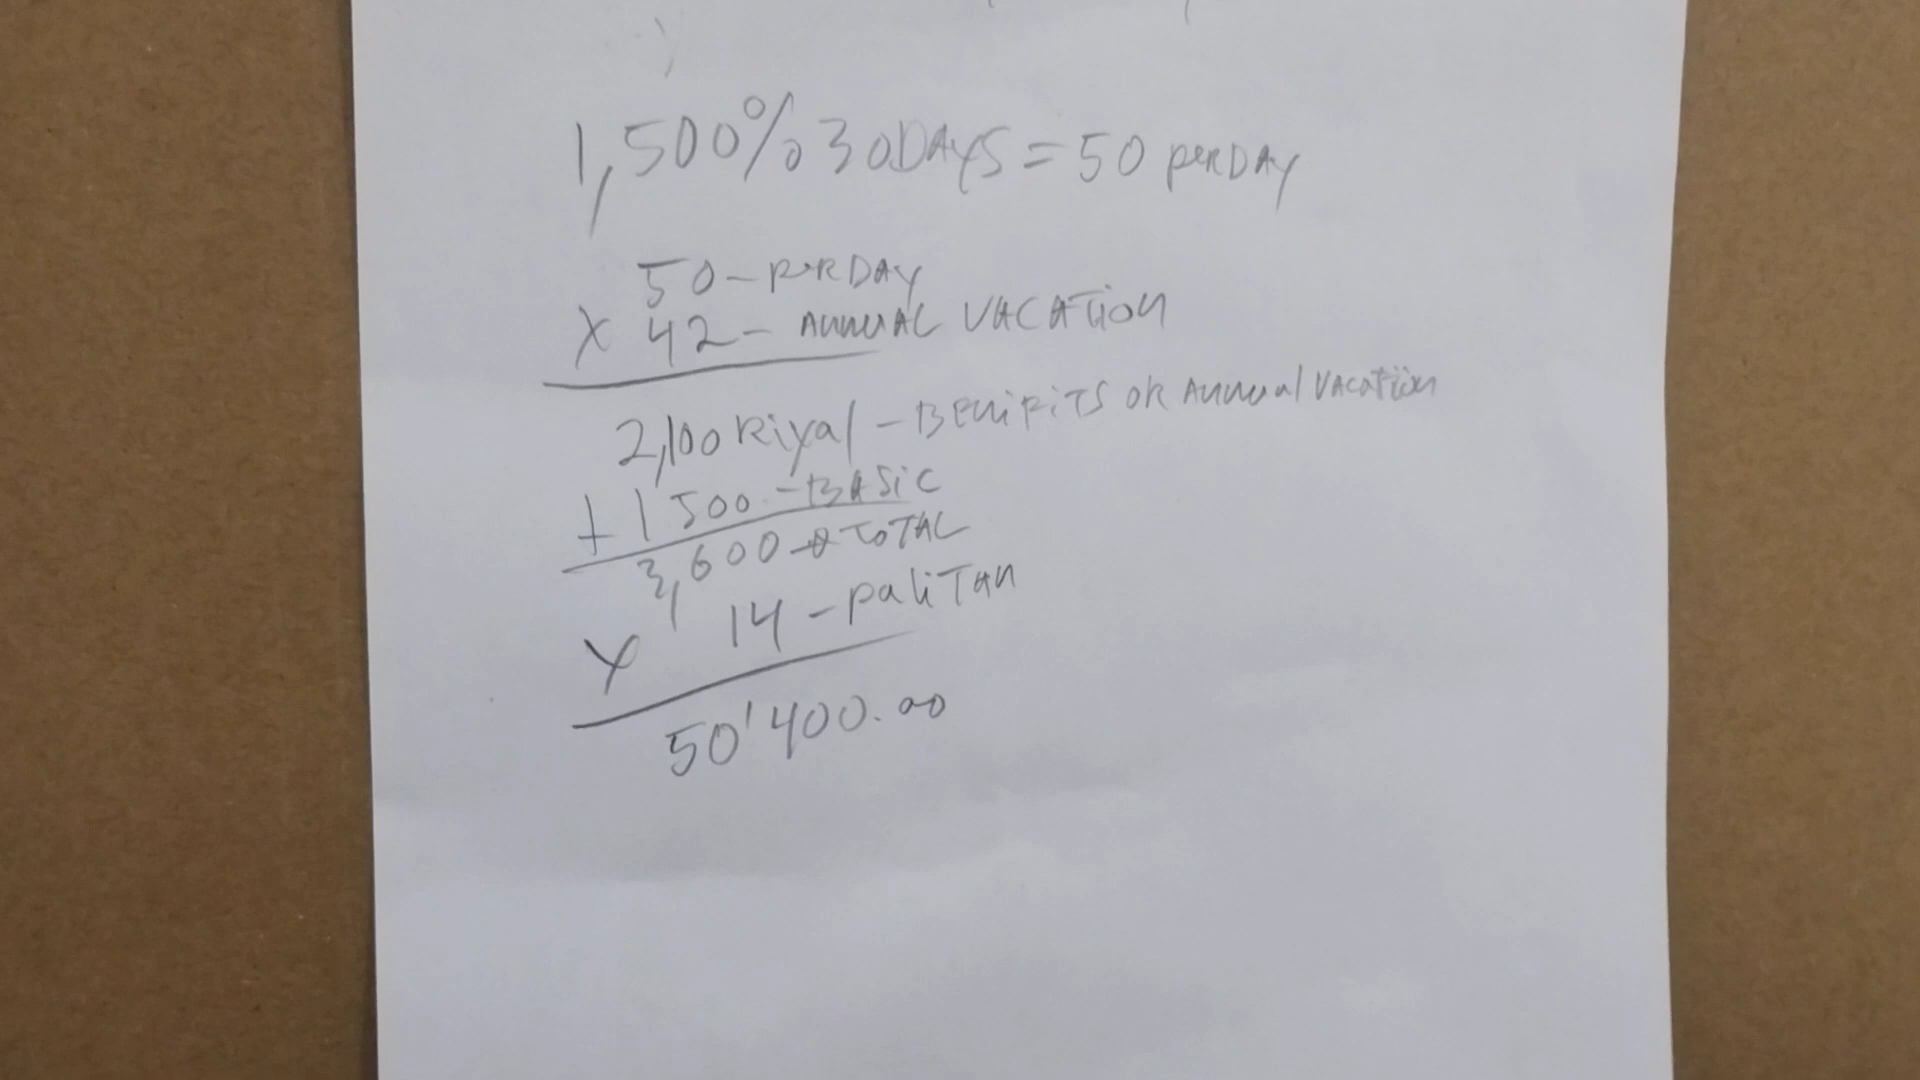 1,500%30DAYS=50 perDAY
50-PERDAY
X 42- ANNUAL VACATION
2,100 Riyal-BENIFITS OR Annual VACATION
+1500-BASIC
3,600→TOTAL
X 14-paliTan
50'400.00